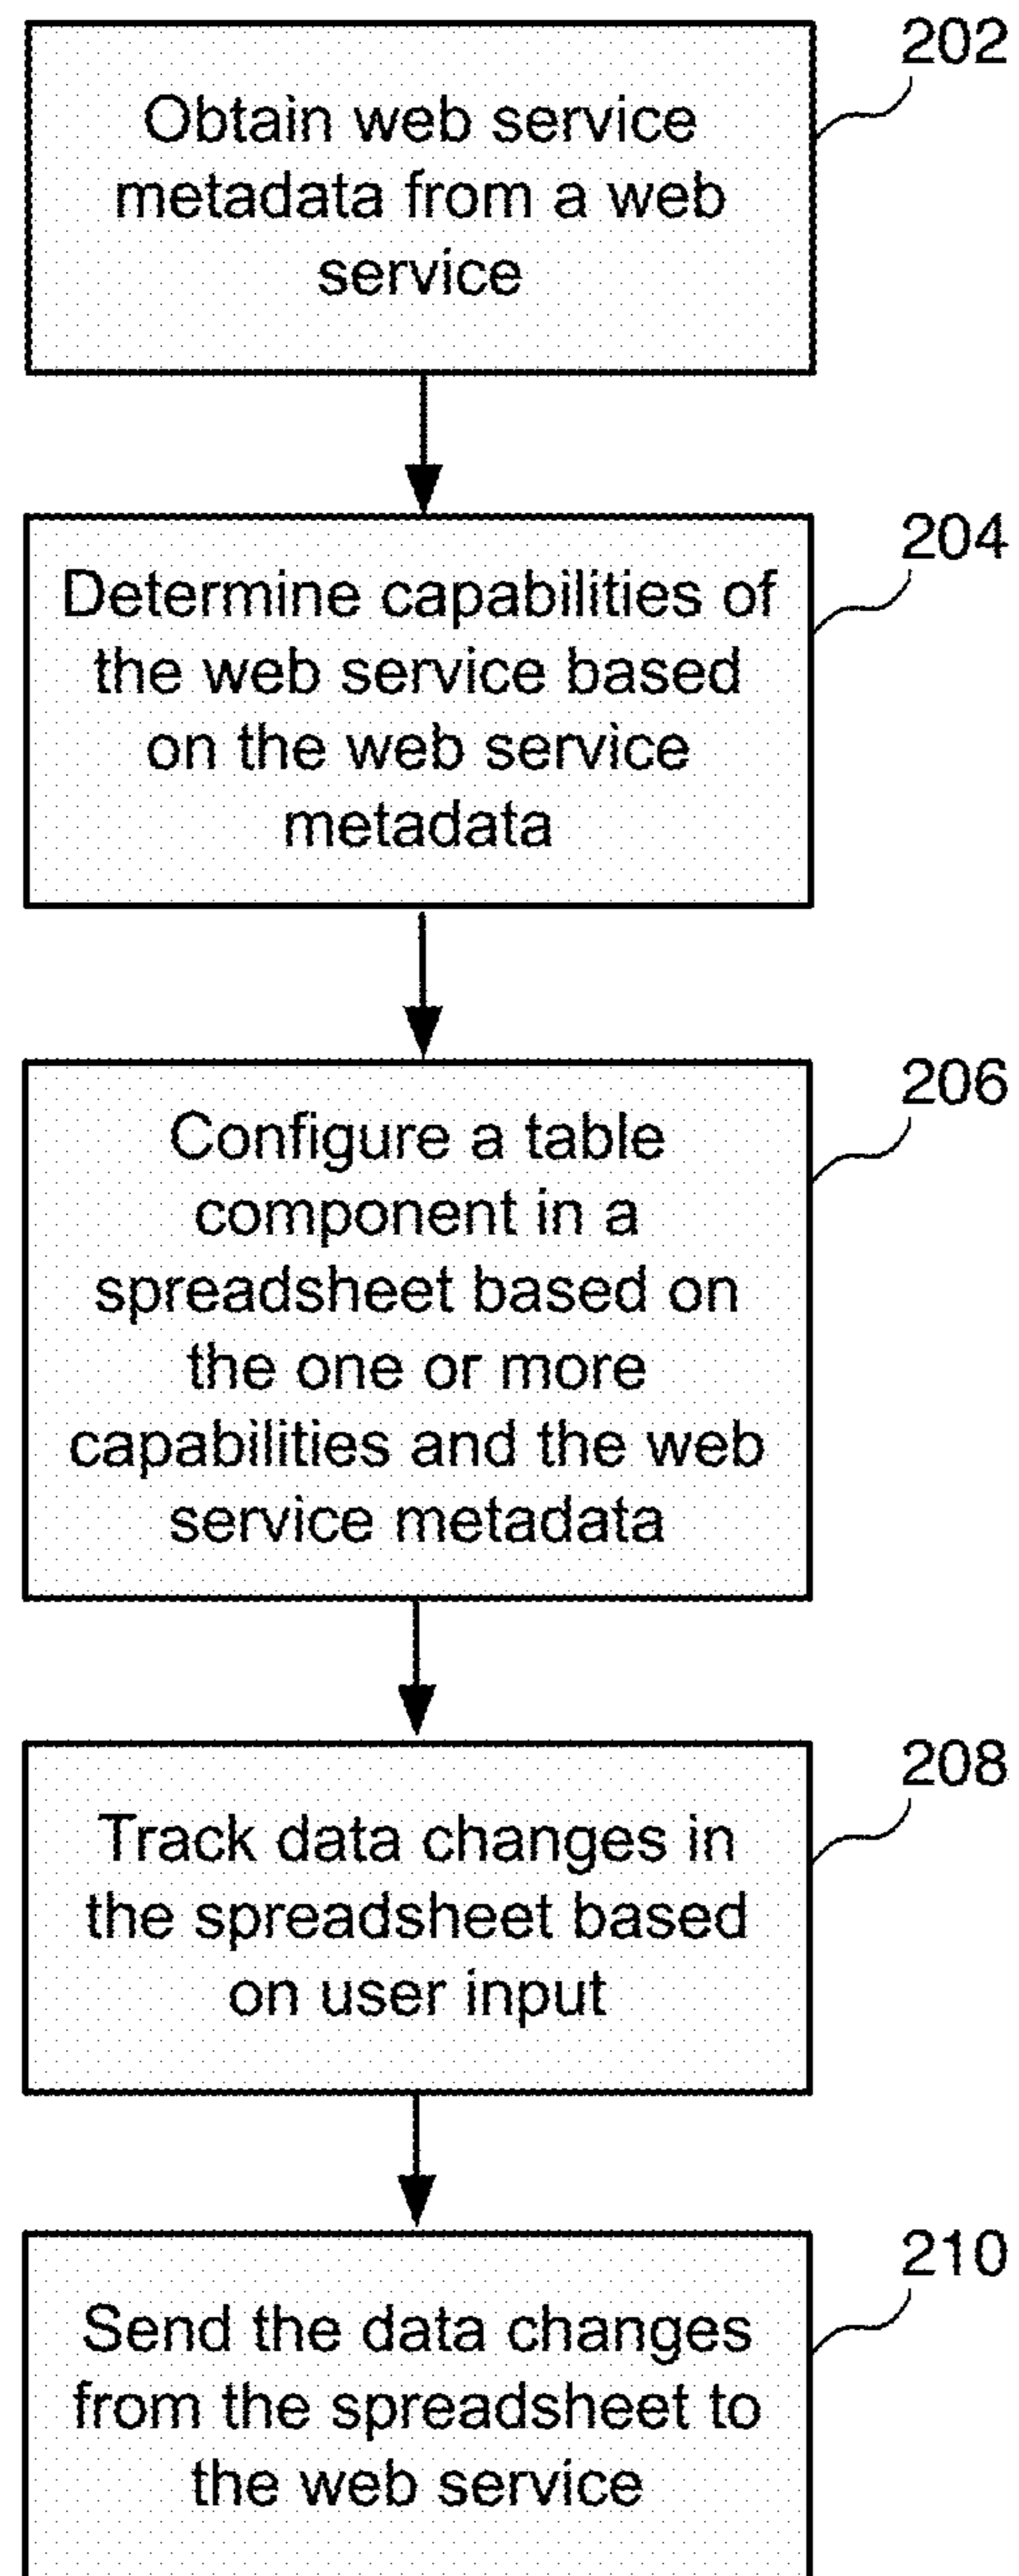 202
Obtain web service
metadata from a web
service
204
Determine capabilities of
the web service based
on the web service
metadata
206
Configure a table
component in a
spreadsheet based on
the one or more
capabilities and the web
service metadata
208
Track data changes in
the spreadsheet based
on user input
210
Send the data changes
from the spreadsheet to
the web service